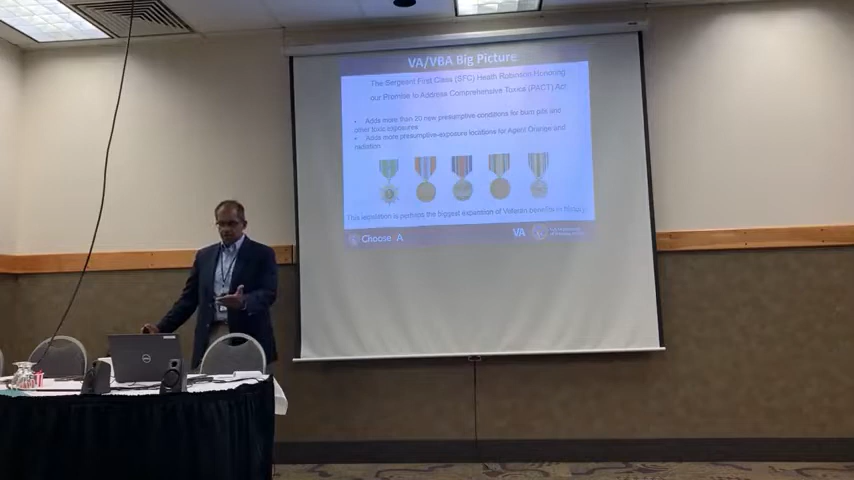 VA/VBA Big Picture
The Sergeant First Class (SFC) Heath Robinson Honoring
our Promise to Address Comprehensive Toxics (PACT) Act
• Adds more than 20 new presumptive conditions for burn pits and
other toxic exposures
• Adds more presumptive-exposure locations for Agent Orange and
radiation
This legislation is perhaps the biggest expansion of Veteran benefits in history
Choose VA
VA
DELL